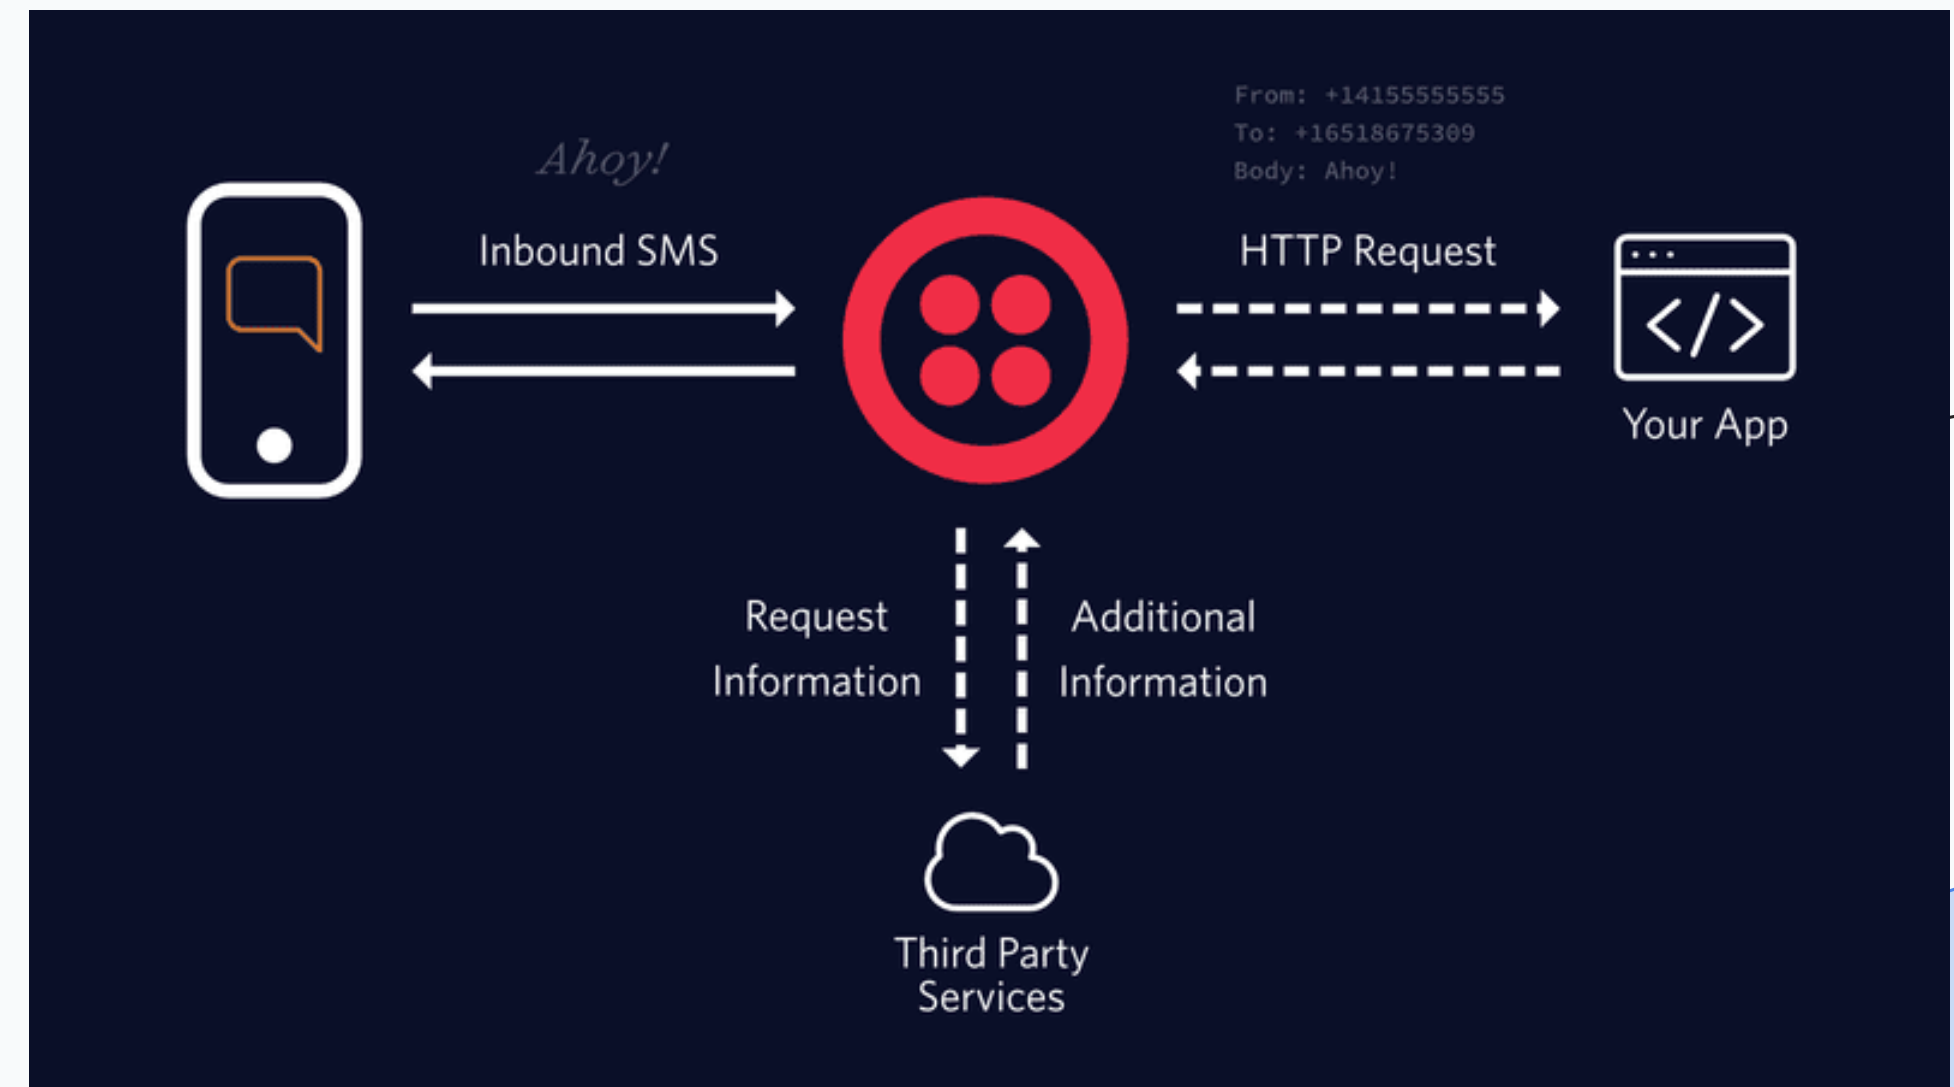 From: +14155555555
To: +16518675309
Body: Ahoy!
Ahoy!
Inbound SMS
HTTP Request
Your App
Request
Information
Additional
Information
Third Party
Services